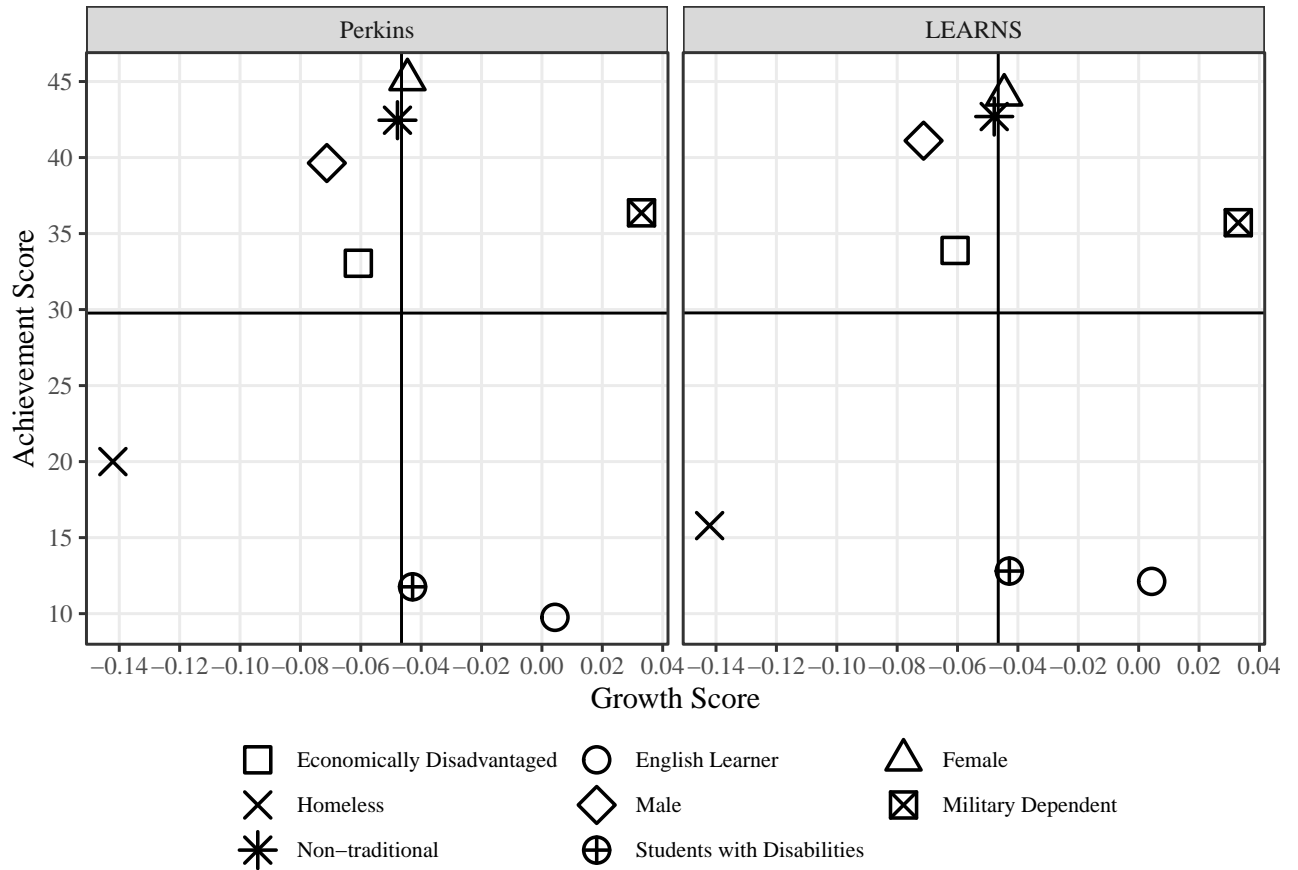 Perkins LEARNS
Achievement Score
45
40
35
30
25
20
15
10
−0.14 −0.12 −0.10 −0.08 −0.06 −0.04 −0.02 0.00 0.02 0.04 −0.14 −0.12 −0.10 −0.08 −0.06 −0.04 −0.02 0.00 0.02 0.04
Growth Score
Economically Disadvantaged English Learner Female
Homeless Male Military Dependent
Non−traditional Students with Disabilities